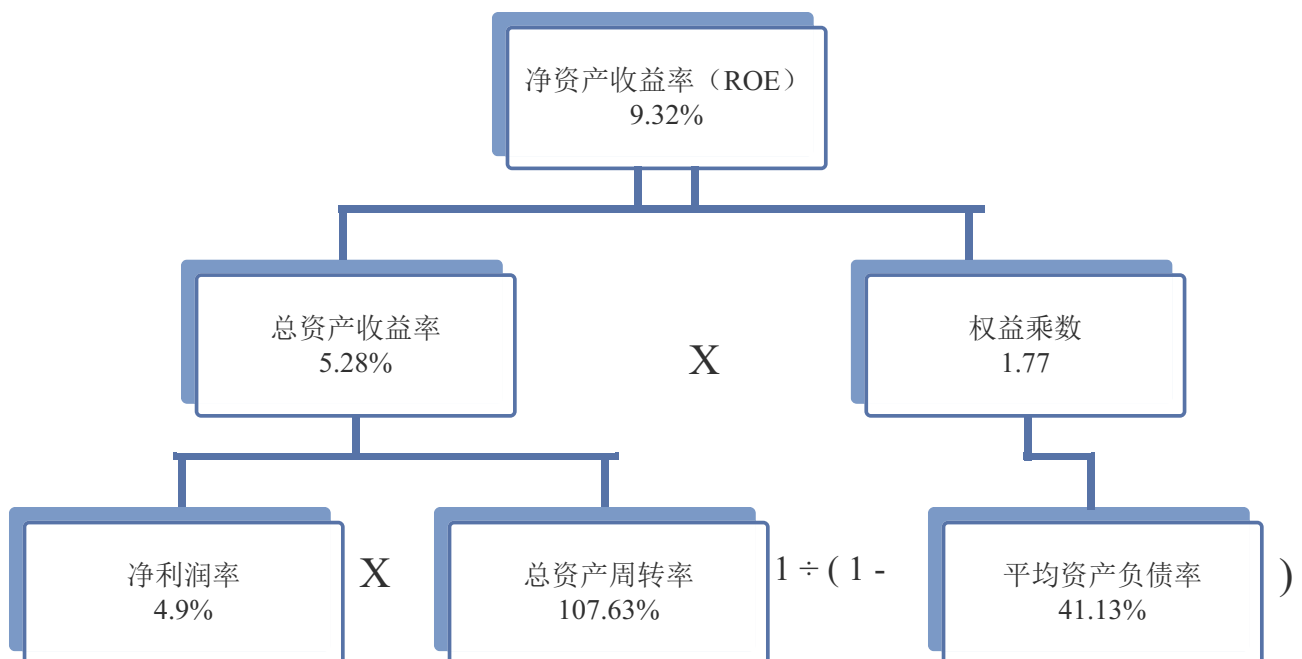 净资产收益率（ROE）
9.32%
总资产收益率
5.28%
X
权益乘数
1.77
净利润率
4.9%
X
总资产周转率
107.63%
1 ÷ ( 1 -
平均资产负债率
41.13%
)